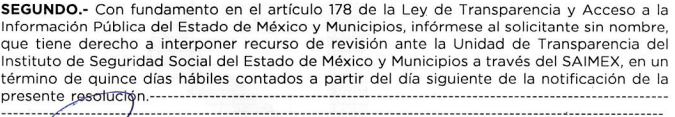 SEGUNDO.- Con fundamento en el artículo 178 de la Ley de Transparencia y Acceso a la
Información Pública del Estado de México y Municipios, infórmese al solicitante sin nombre,
que tiene derecho a interponer recurso de revisión ante la Unidad de Transparencia del
Instituto de Seguridad Social del Estado de México y Municipios a través del SAIMEX, en un
término de quince días hábiles contados a partir del día siguiente de la notificación de la
presente resolución.-----------------------------------------------------------------------
-------------------------------------------------------------------------------------------